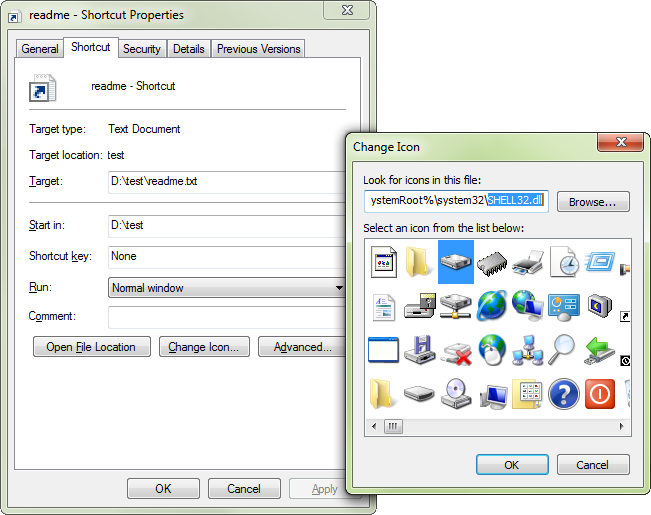 readme - Shortcut Properties
General Shortcut Security Details Previous Versions
readme - Shortcut
Target type: Text Document
Target location: test
Target: D:\test\readme.txt
Start in: D:\test
Shortcut key: None
Run: Normal window
Comment:
Open File Location Change Icon... Advanced...
OK Cancel Apply
Change Icon
Look for icons in this file:
ystemRoot%\system32\SHELL32.dll Browse...
Select an icon from the list below:
OK Cancel